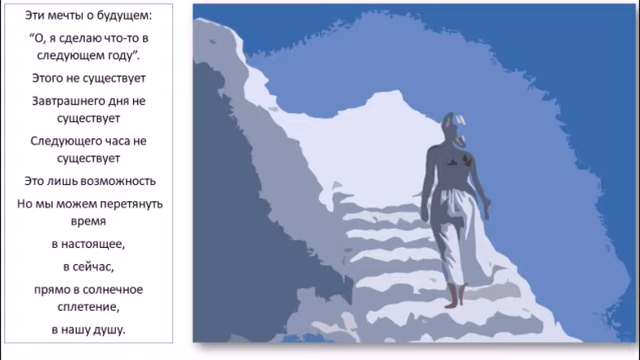 Эти мечты о будущем:
“О, я сделаю что-то в
следующем году”.
Этого не существует
Завтрашнего дня не
существует
Следующего часа не
существует
Это лишь возможность
Но мы можем перетянуть
время
в настоящее,
в сейчас,
прямо в солнечное
сплетение,
в нашу душу.